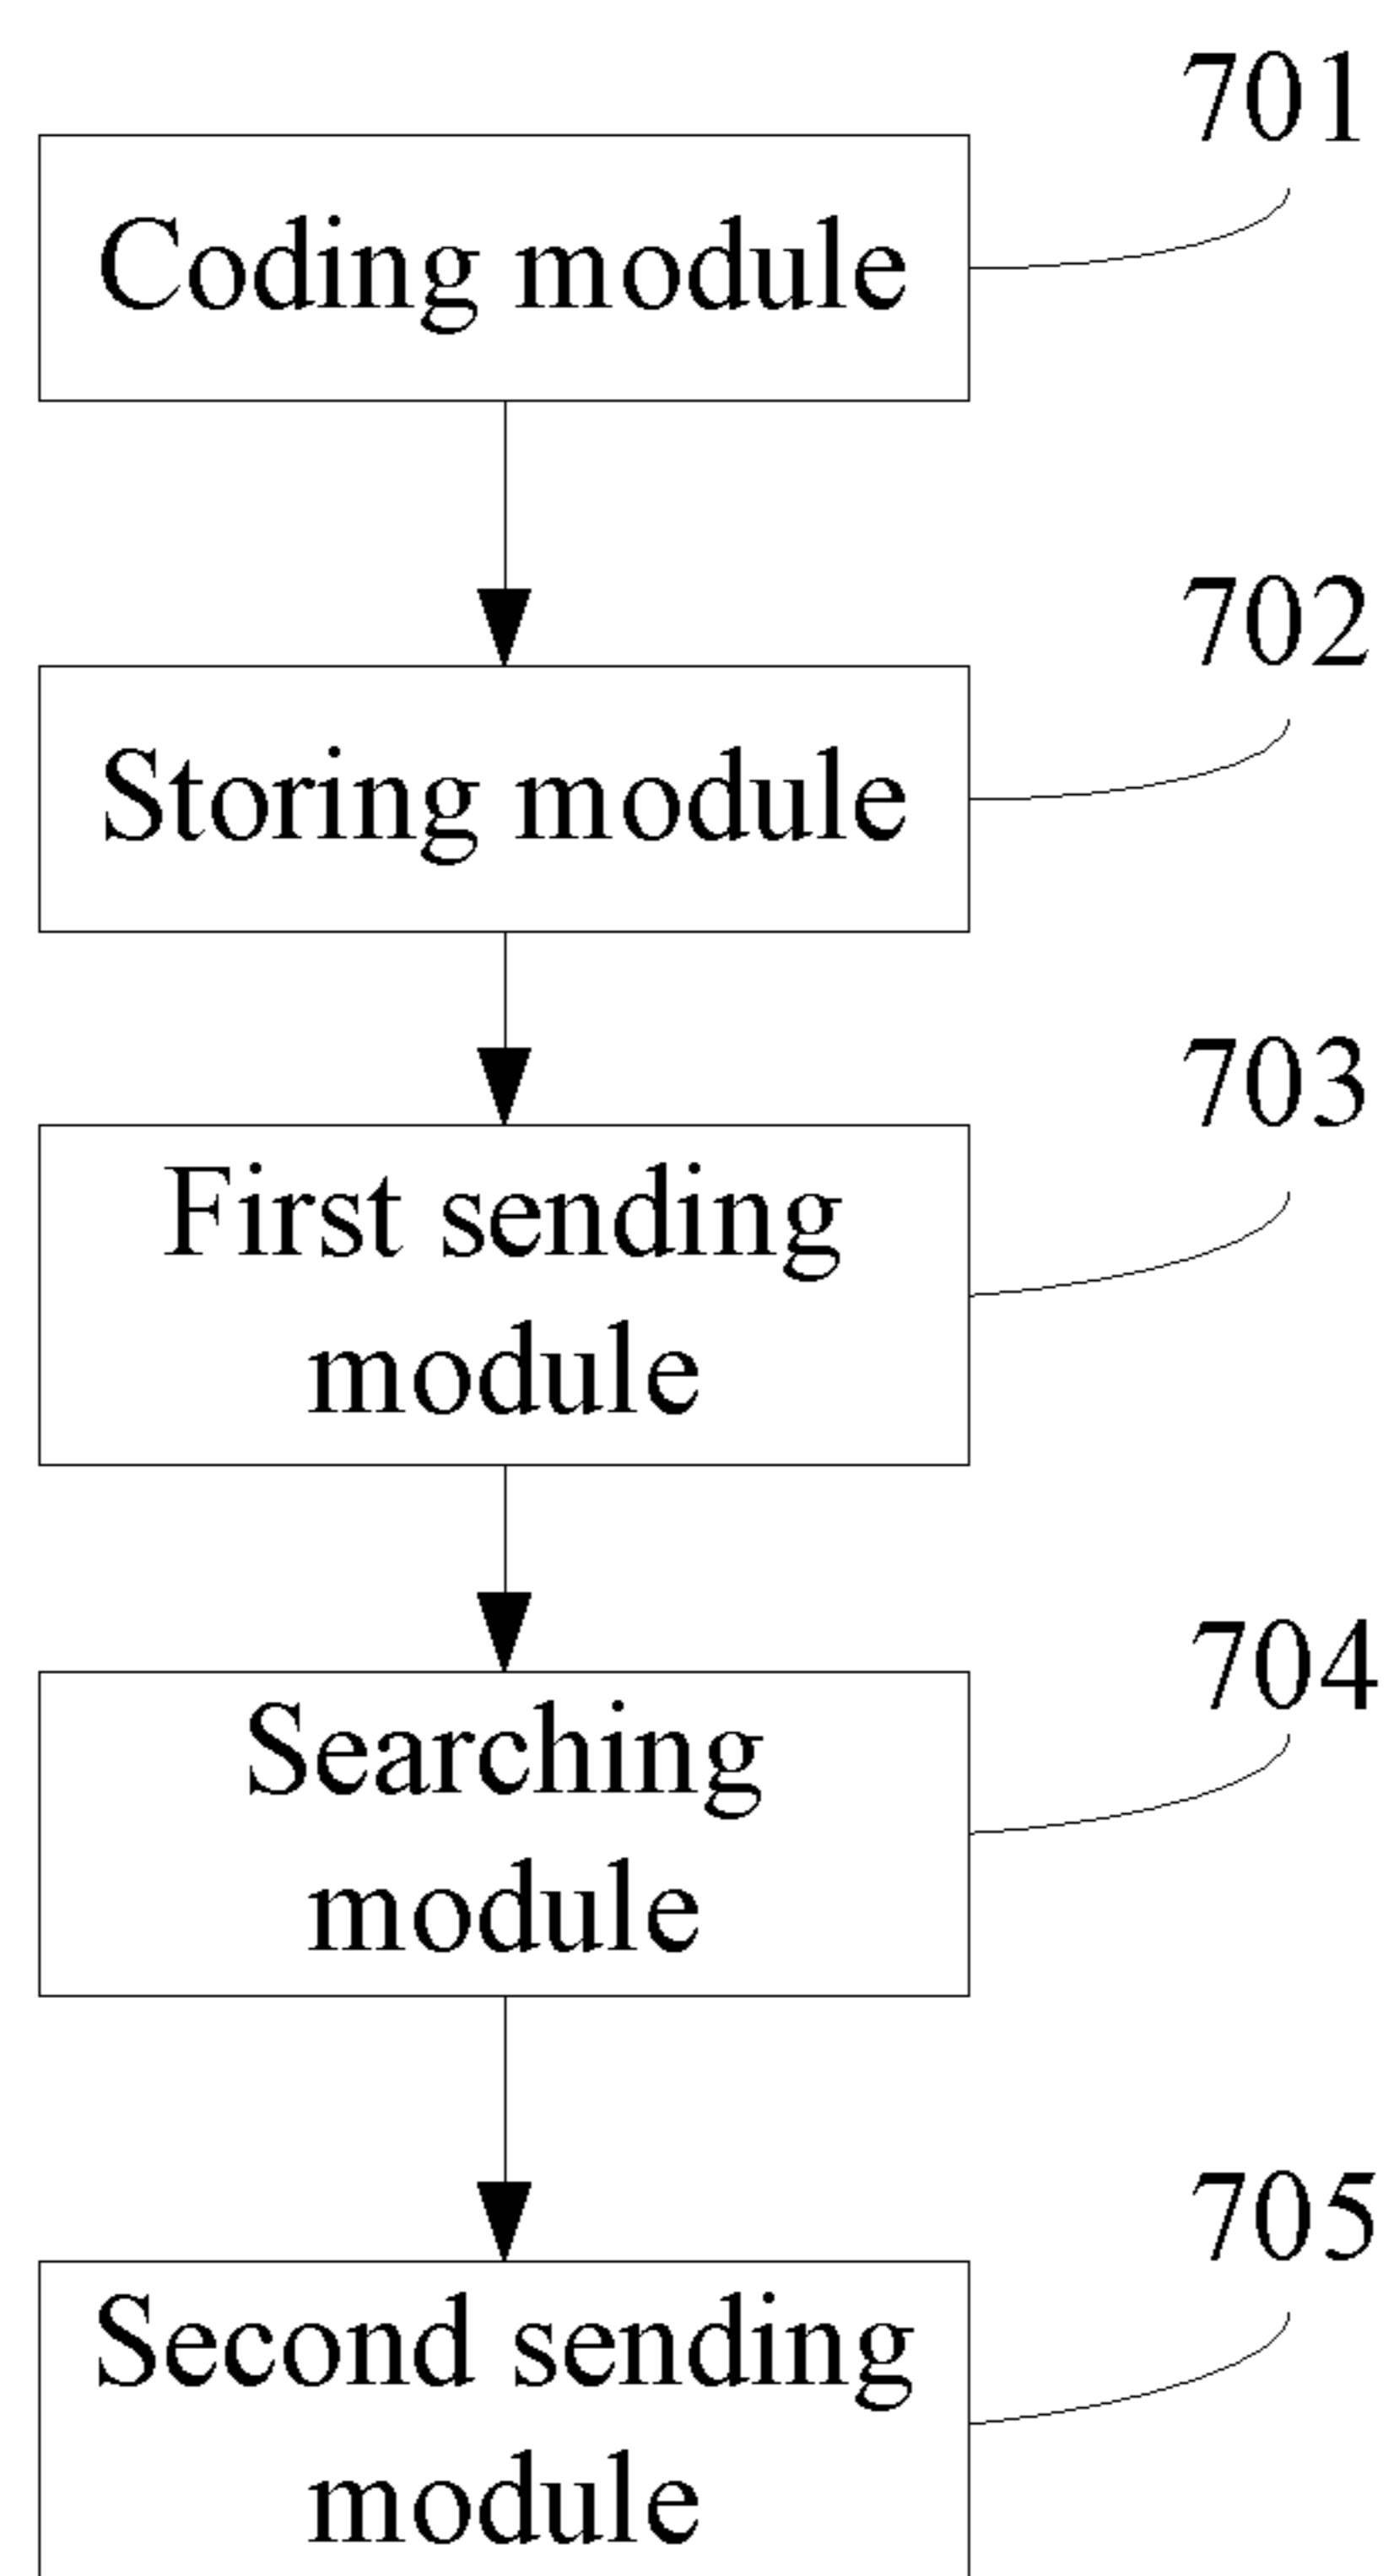 701
Coding module
702
Storing module
703
First sending
module
704
Searching
module
705
Second sending
module